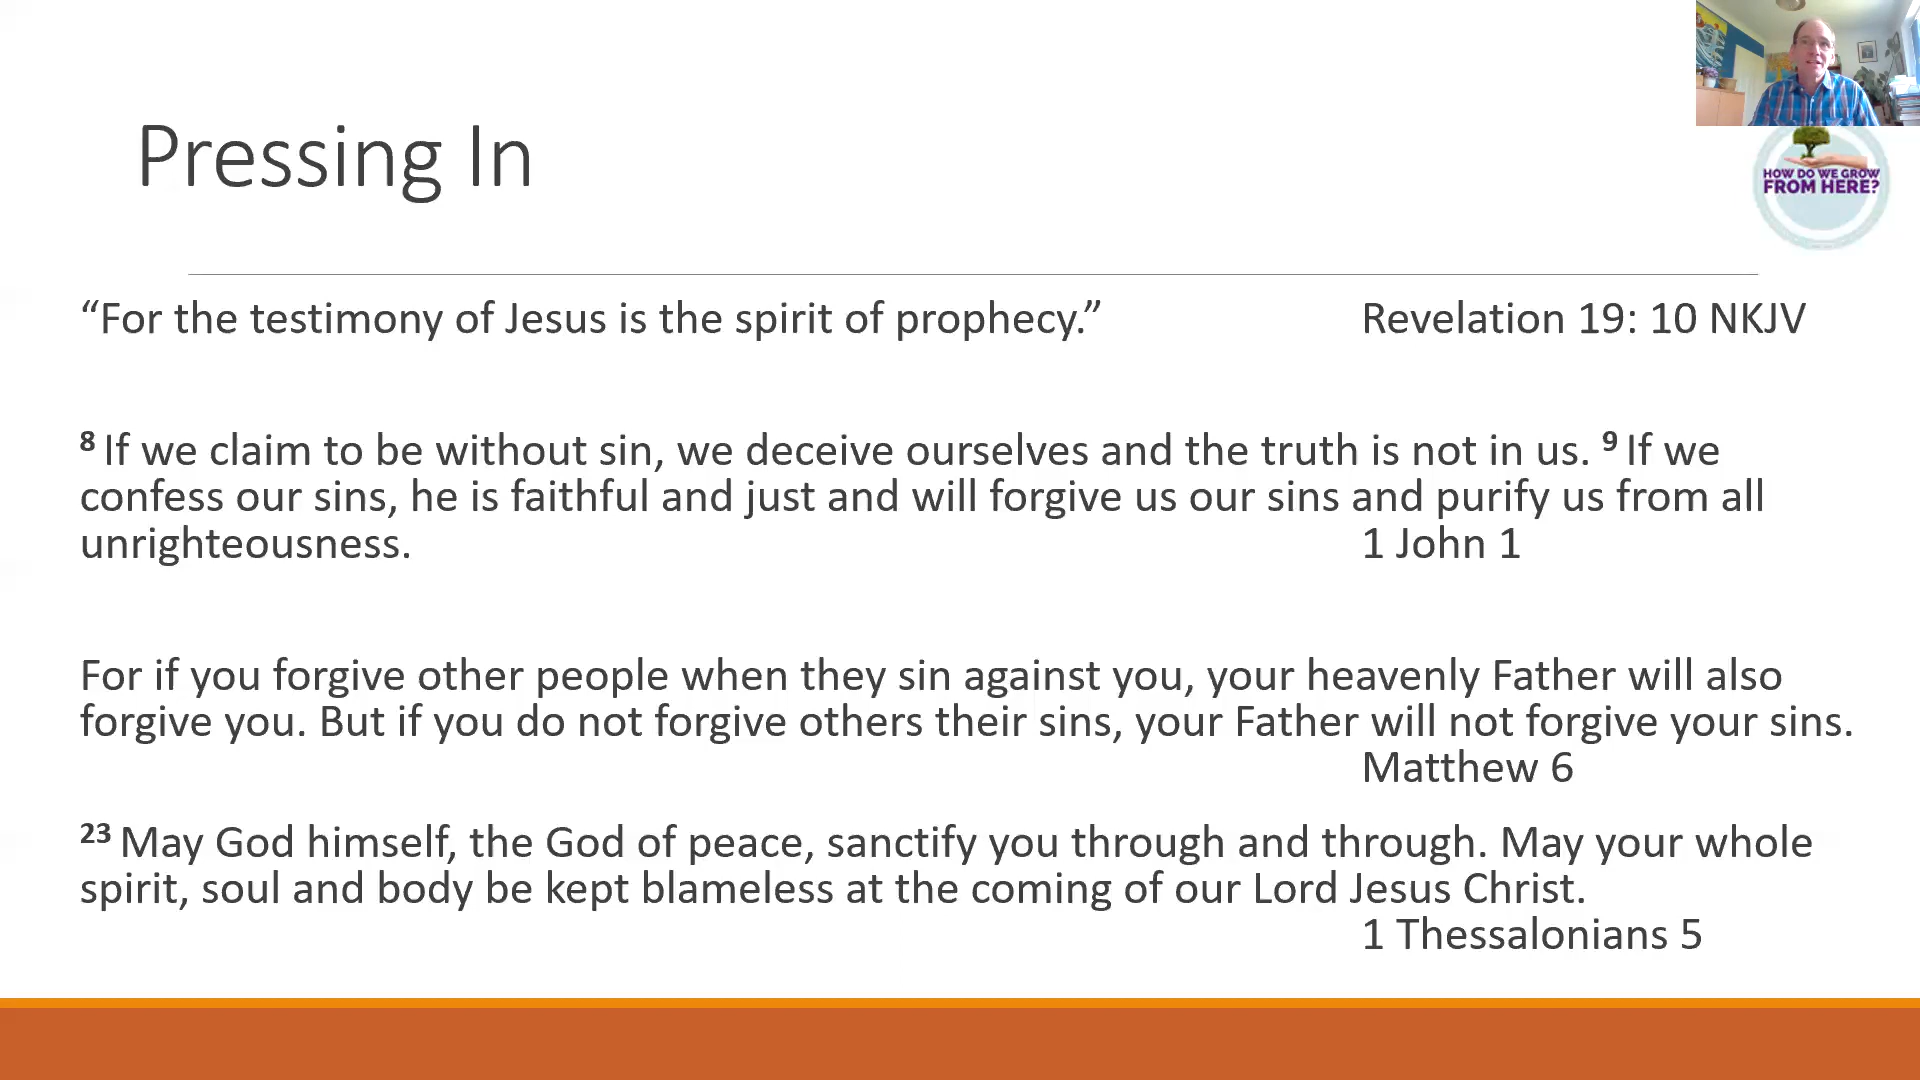 Pressing In
HOW DO WE GROW
FROM HERE?
“For the testimony of Jesus is the spirit of prophecy.” Revelation 19: 10 NKJV
8 If we claim to be without sin, we deceive ourselves and the truth is not in us. 9 If we
confess our sins, he is faithful and just and will forgive us our sins and purify us from all
unrighteousness. 1 John 1
For if you forgive other people when they sin against you, your heavenly Father will also
forgive you. But if you do not forgive others their sins, your Father will not forgive your sins.
Matthew 6
23 May God himself, the God of peace, sanctify you through and through. May your whole
spirit, soul and body be kept blameless at the coming of our Lord Jesus Christ.
1 Thessalonians 5